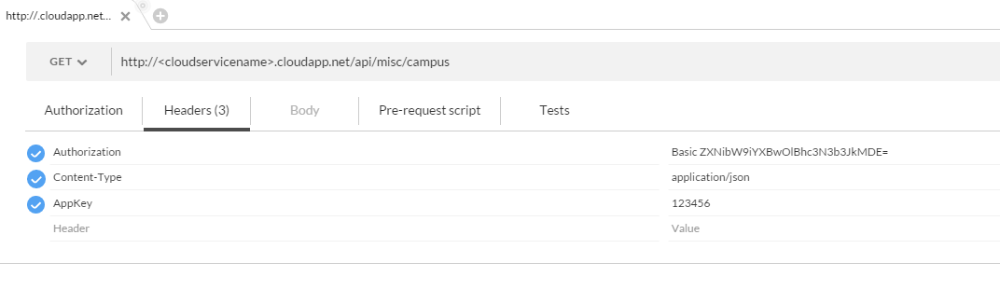 http://.cloudapp.net...
GET
http://<cloudservicename>.cloudapp.net/api/misc/campus
Authorization Headers (3) Body Pre-request script Tests
Authorization Basic ZXNibW9iYXBwOlBhc3N3b3JkMDE=
Content-Type application/json
AppKey 123456
Header Value